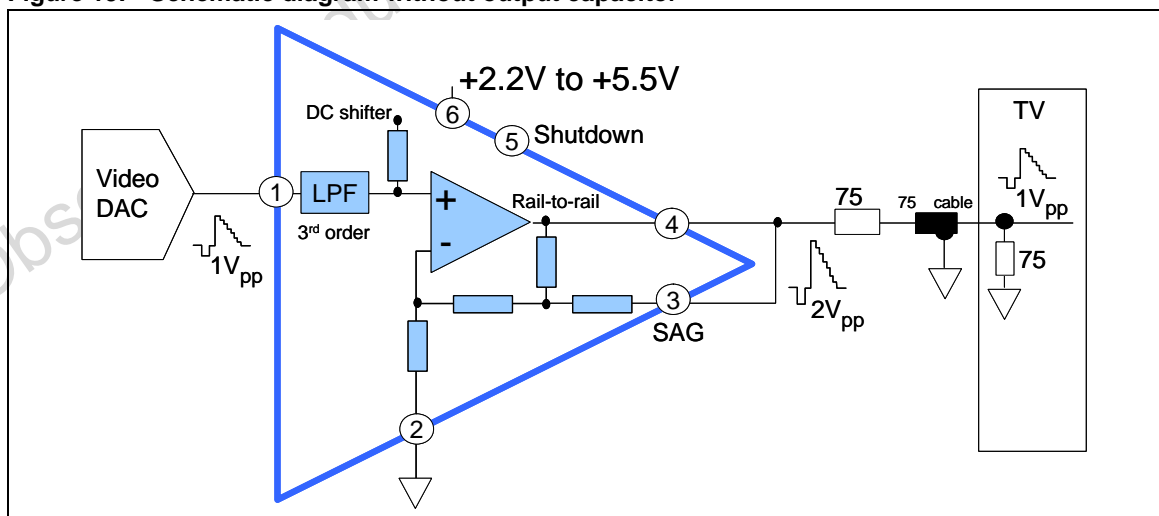 +2.2V to +5.5V
TV
DC shifter
6
5 Shutdown
Video
DAC
1
LPF
+
-
3rd order
Rail-to-rail
4
75
75 cable
1Vpp
1Vpp
75
2Vpp
3
SAG
2